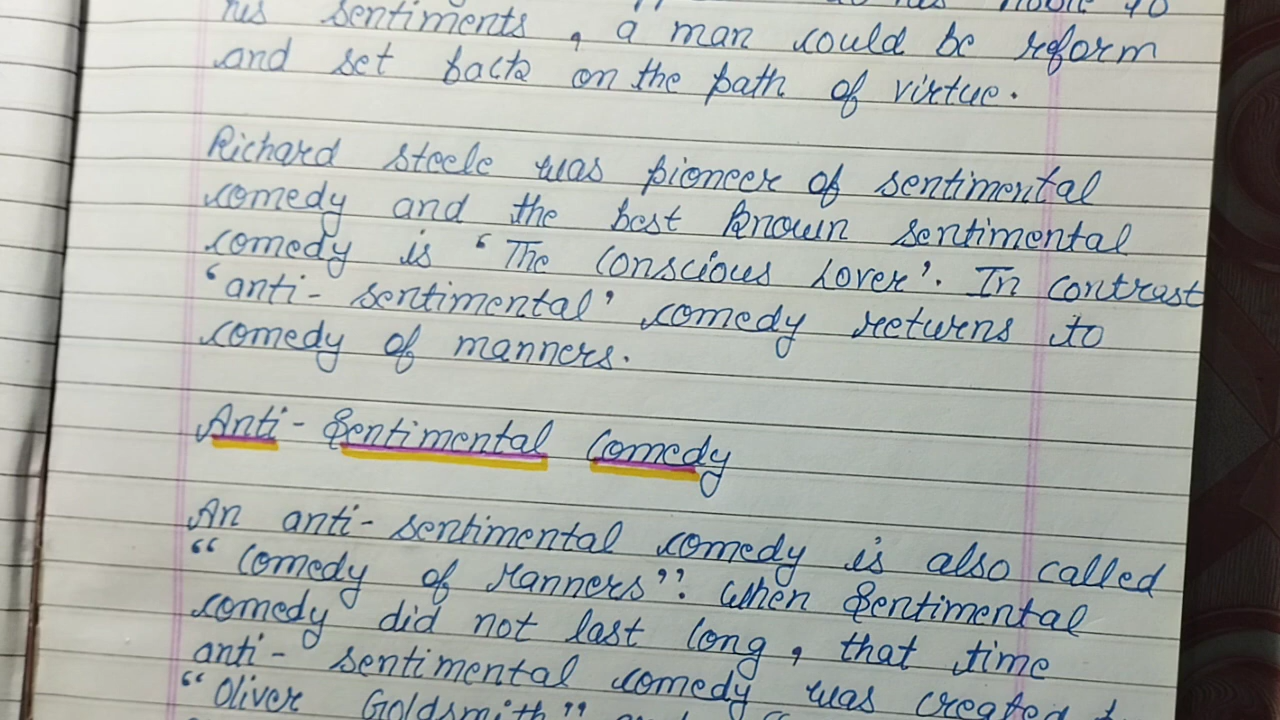 his sentiments, a man could be reform
and set back on the path of virtue.
Richard Steele was pioneer of sentimental
comedy and the best known sentimental
comedy is 'The Conscious Lover'. In contrast
'anti-sentimental' comedy returns to
comedy of manners.
Anti-Sentimental Comedy
An anti-sentimental comedy is also called
"Comedy of Manners". When Sentimental
comedy did not last long, that time
anti-sentimental comedy was created
"Oliver Goldsmith"